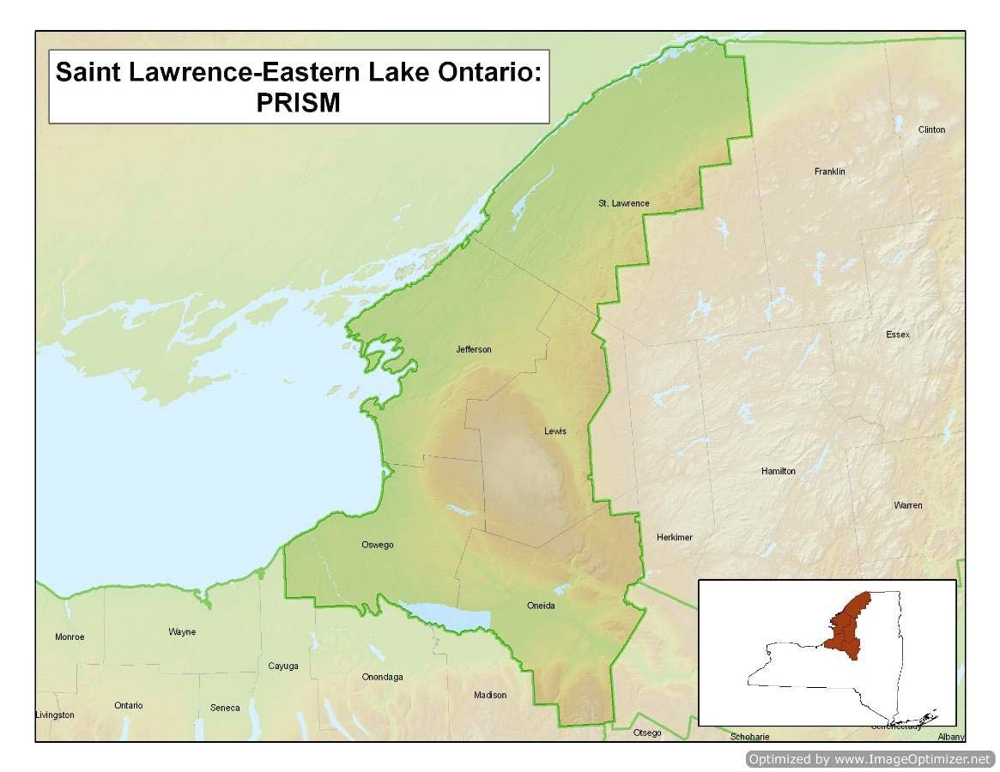 Saint Lawrence-Eastern Lake Ontario:
PRISM
Clinton
Franklin
St. Lawrence
Essex
Jefferson
Lewis
Hamilton
Warren
Herkimer
Oswego
Oneida
Monroe
Wayne
Cayuga
Onondaga
Madison
Ontario
Seneca
Livingston
Otsego
Schoharie
Schenectady
Albany
Optimized by www.ImageOptimizer.net